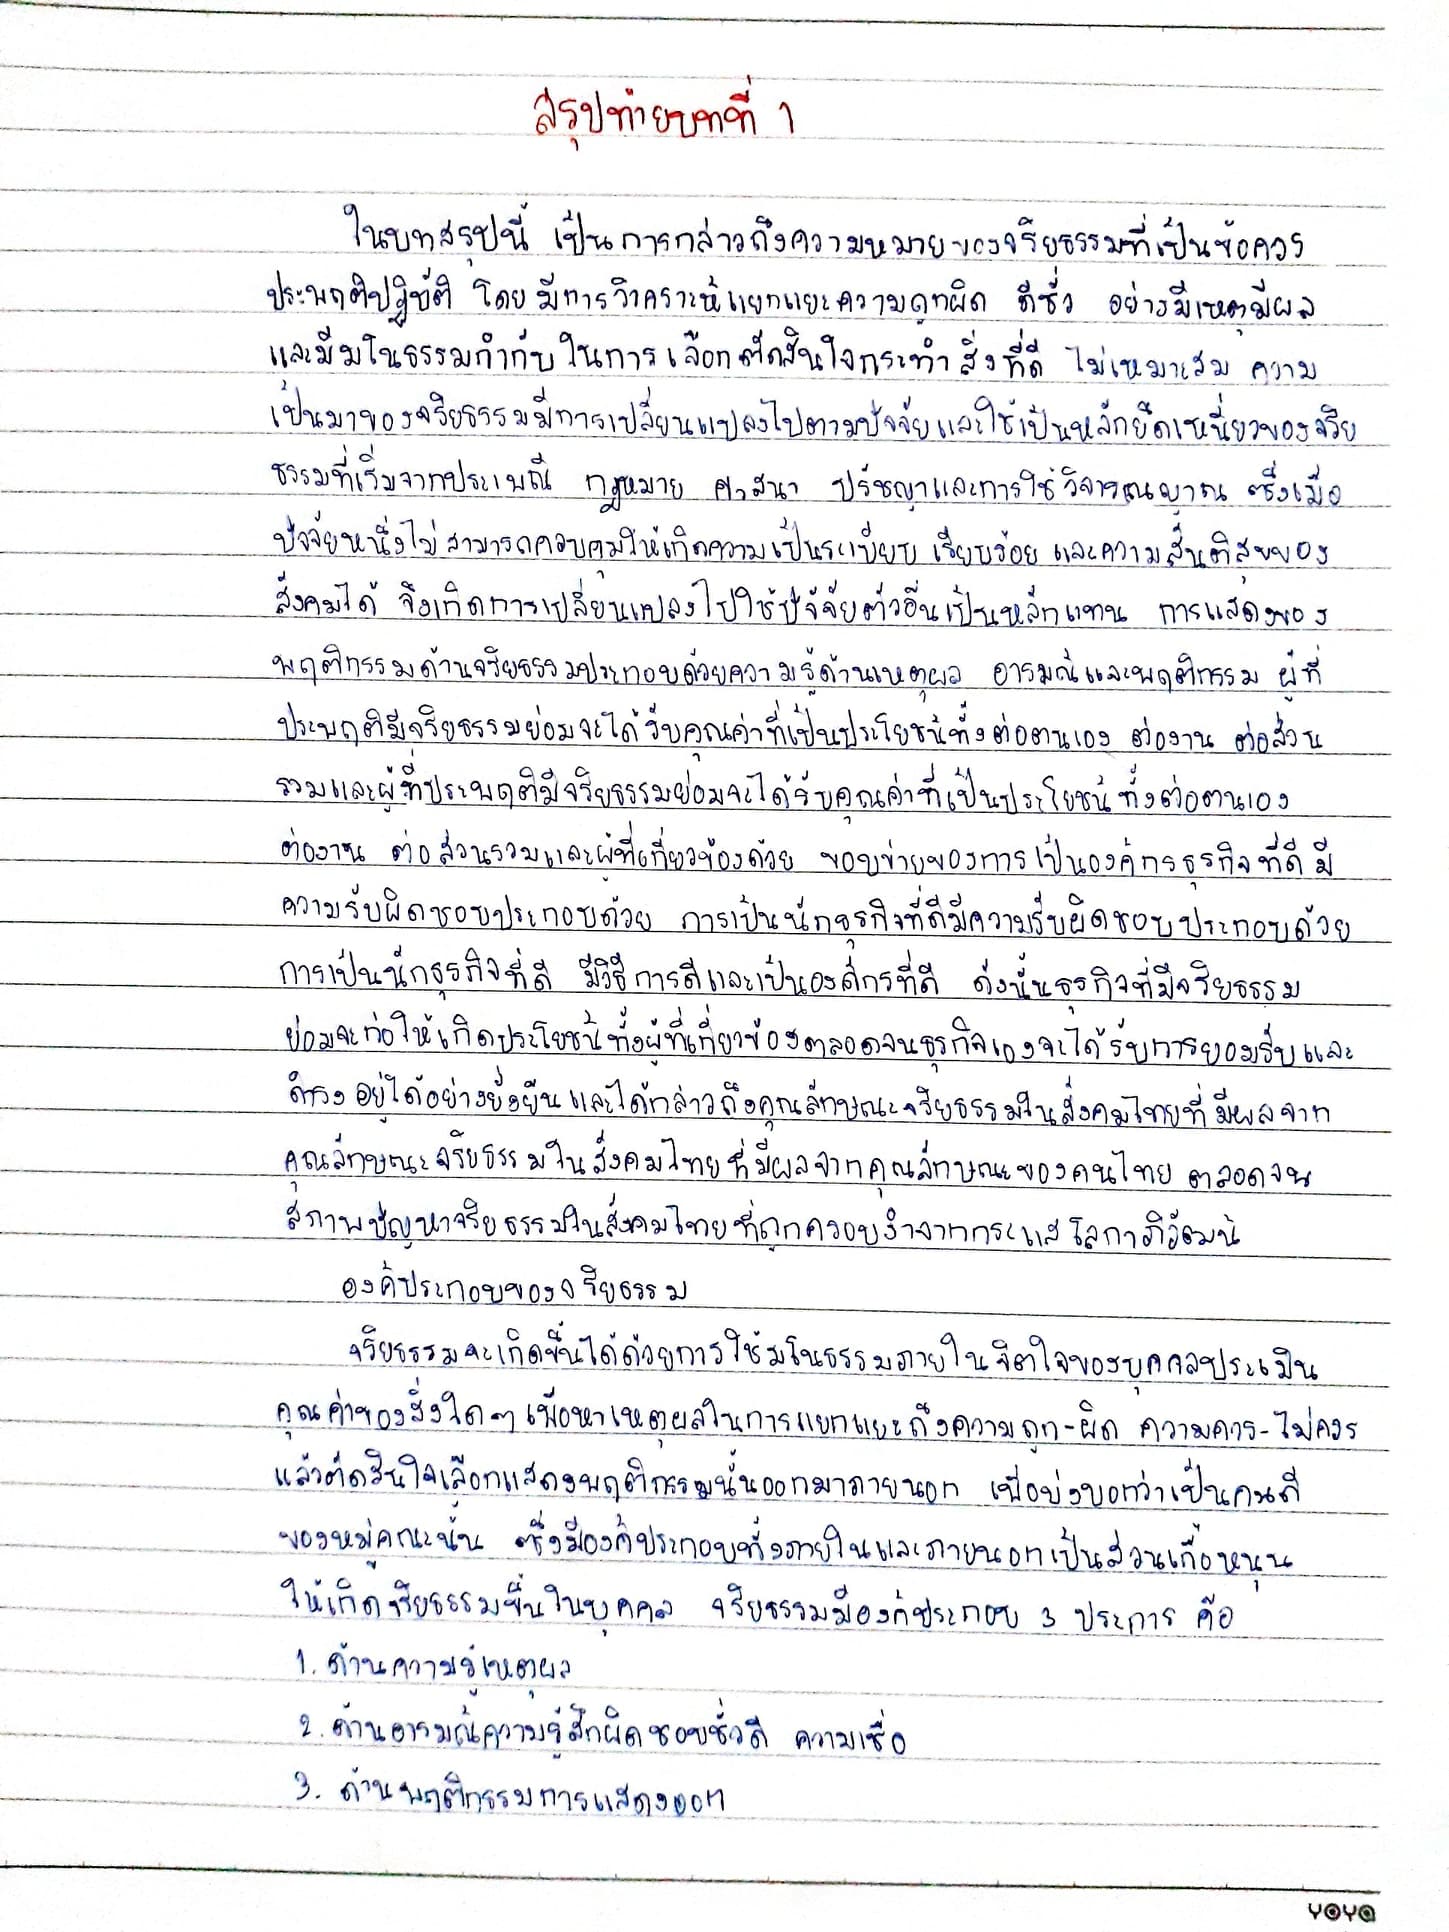 สรุปท้ายบทที่ 1
ในบทสรุปนี้ เป็นการกล่าวถึงความหมายของจริยธรรมที่เป็นข้อควร
ประพฤติปฏิบัติ โดยมีการวิเคราะห์แยกแยะความถูกผิด ดีชั่ว อย่างมีเหตุมีผล
และมีมโนธรรมกำกับในการเลือกตัดสินใจกระทำสิ่งที่ดี ไม่เหมาะสม ความ
เป็นมาของจริยธรรมมีการเปลี่ยนแปลงไปตามปัจจัยและใช้เป็นหลักยึดเหนี่ยวของจริย
ธรรมที่เริ่มจากประเพณี กฎหมาย ศาสนา ปรัชญาและการใช้วิจารณญาณ ซึ่งเมื่อ
ปัจจัยหนึ่งไม่สามารถควบคุมให้เกิดความเป็นระเบียบ เรียบร้อย และความสันติสุขของ
สังคมได้ จึงเกิดการเปลี่ยนแปลงไปใช้ปัจจัยตัวอื่นเป็นหลักแทน การแสดงของ
พฤติกรรมด้านจริยธรรมประกอบด้วยความรู้ด้านเหตุผล อารมณ์และพฤติกรรม ผู้ที่
ประพฤติมีจริยธรรมย่อมจะได้รับคุณค่าที่เป็นประโยชน์ทั้งต่อตนเอง ต่องาน ต่อส่วน
รวมและผู้ที่ประพฤติมีจริยธรรมย่อมจะได้รับคุณค่าที่เป็นประโยชน์ทั้งต่อตนเอง
ต่องาน ต่อส่วนรวมและผู้ที่เกี่ยวข้องด้วย ขอบข่ายของการเป็นองค์กรธุรกิจที่ดีมี
ความรับผิดชอบประกอบด้วย การเป็นนักธุรกิจที่ดีมีความรับผิดชอบประกอบด้วย
การเป็นนักธุรกิจที่ดี มีวิธีการดีและเป็นองค์กรที่ดี ดังนั้นธุรกิจที่มีจริยธรรม
ย่อมจะก่อให้เกิดประโยชน์ทั้งผู้ที่เกี่ยวข้องตลอดจนธุรกิจเองจะได้รับการยอมรับและ
ดำรงอยู่ได้อย่างยั่งยืนและได้กล่าวถึงคุณลักษณะจริยธรรมในสังคมไทยที่มีผลจาก
คุณลักษณะจริยธรรมในสังคมไทยที่มีผลจากคุณลักษณะของคนไทย ตลอดจน
สภาพปัญหาจริยธรรมในสังคมไทยที่ถูกครอบงำจากกระแสโลกาภิวัฒน์
องค์ประกอบของจริยธรรม
จริยธรรมจะเกิดขึ้นได้ด้วยการใช้มโนธรรมภายในจิตใจของบุคคลประเมิน
คุณค่าของสิ่งใดๆ เพื่อหาเหตุผลในการแยกแยะถึงความถูก-ผิด ความควร-ไม่ควร
แล้วตัดสินใจเลือกแสดงพฤติกรรมนั้นออกมาภายนอก เพื่อบ่งบอกว่าเป็นคนดี
ของหมู่คณะนั้น ซึ่งมีองค์ประกอบทั้งภายในและภายนอกเป็นส่วนเกื้อหนุน
ให้เกิดจริยธรรมขึ้นในบุคคล จริยธรรมมีองค์ประกอบ 3 ประการ คือ
1. ด้านความรู้เหตุผล
2. ด้านอารมณ์ความรู้สึกผิดชอบชั่วดี ความเชื่อ
3. ด้านพฤติกรรมการแสดงออก
YOYA